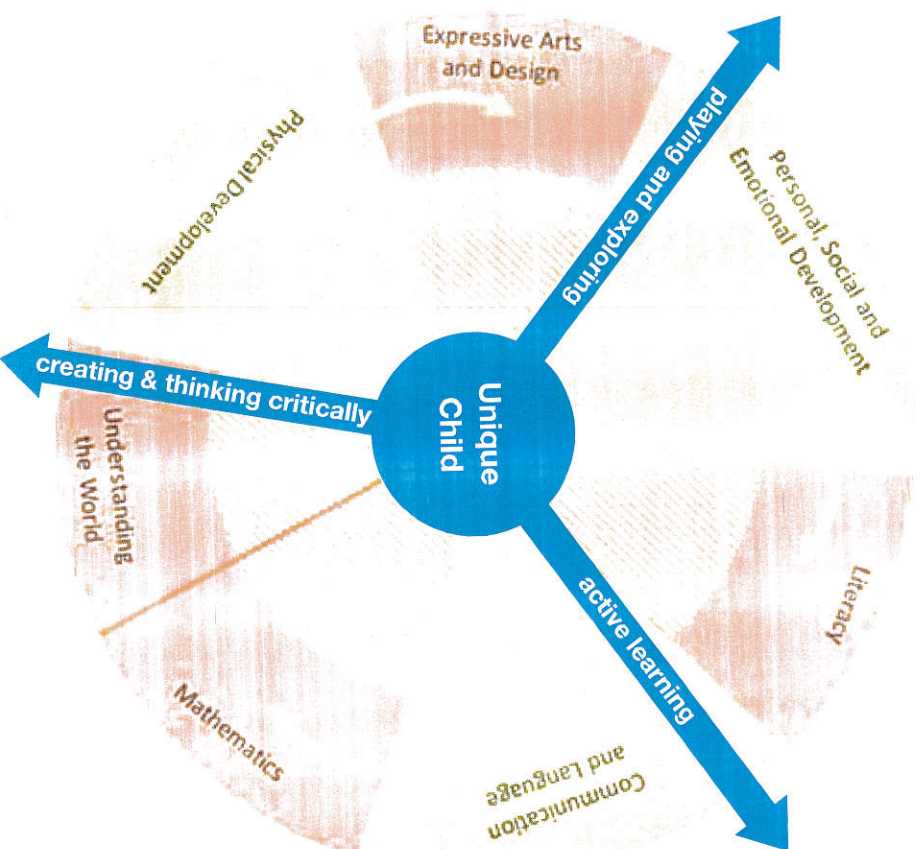 Expressive Arts
and Design
playing and exploring
Personal, Social and
Emotional Development
Physical Development
creating & thinking critically
Unique
Child
Understanding
the World
active learning
Literacy
Mathematics
Communication
and Language